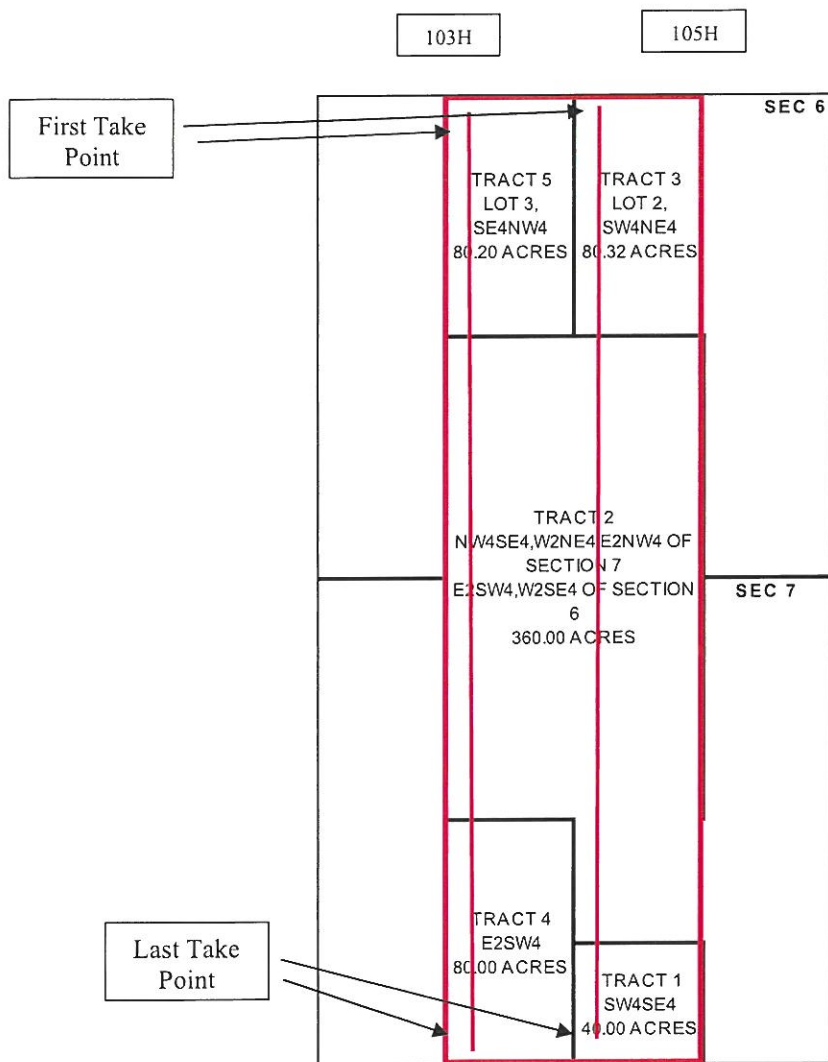 103H
105H
First Take
Point
SEC 6
TRACT 5
LOT 3,
SE4NW4
80.20 ACRES
TRACT 3
LOT 2,
SW4NE4
80.32 ACRES
TRACT 2
NW4SE4,W2NE4,E2NW4 OF
SECTION 7
E2SW4,W2SE4 OF SECTION
6
360.00 ACRES
SEC 7
TRACT 4
E2SW4
80.00 ACRES
Last Take
Point
TRACT 1
SW4SE4
40.00 ACRES